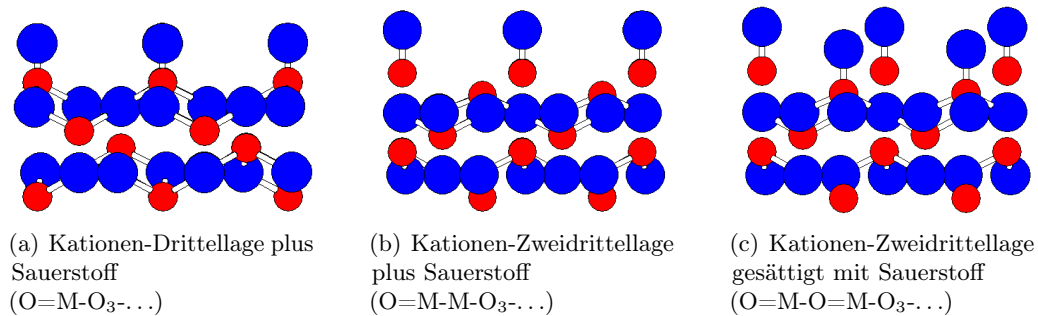 (a) Kationen-Drittellage plus
Sauerstoff
(O=M-O₃-...)
(b) Kationen-Zweidrittellage
plus Sauerstoff
(O=M-M-O₃-...)
(c) Kationen-Zweidrittellage
gesättigt mit Sauerstoff
(O=M-O=M-O₃-...)